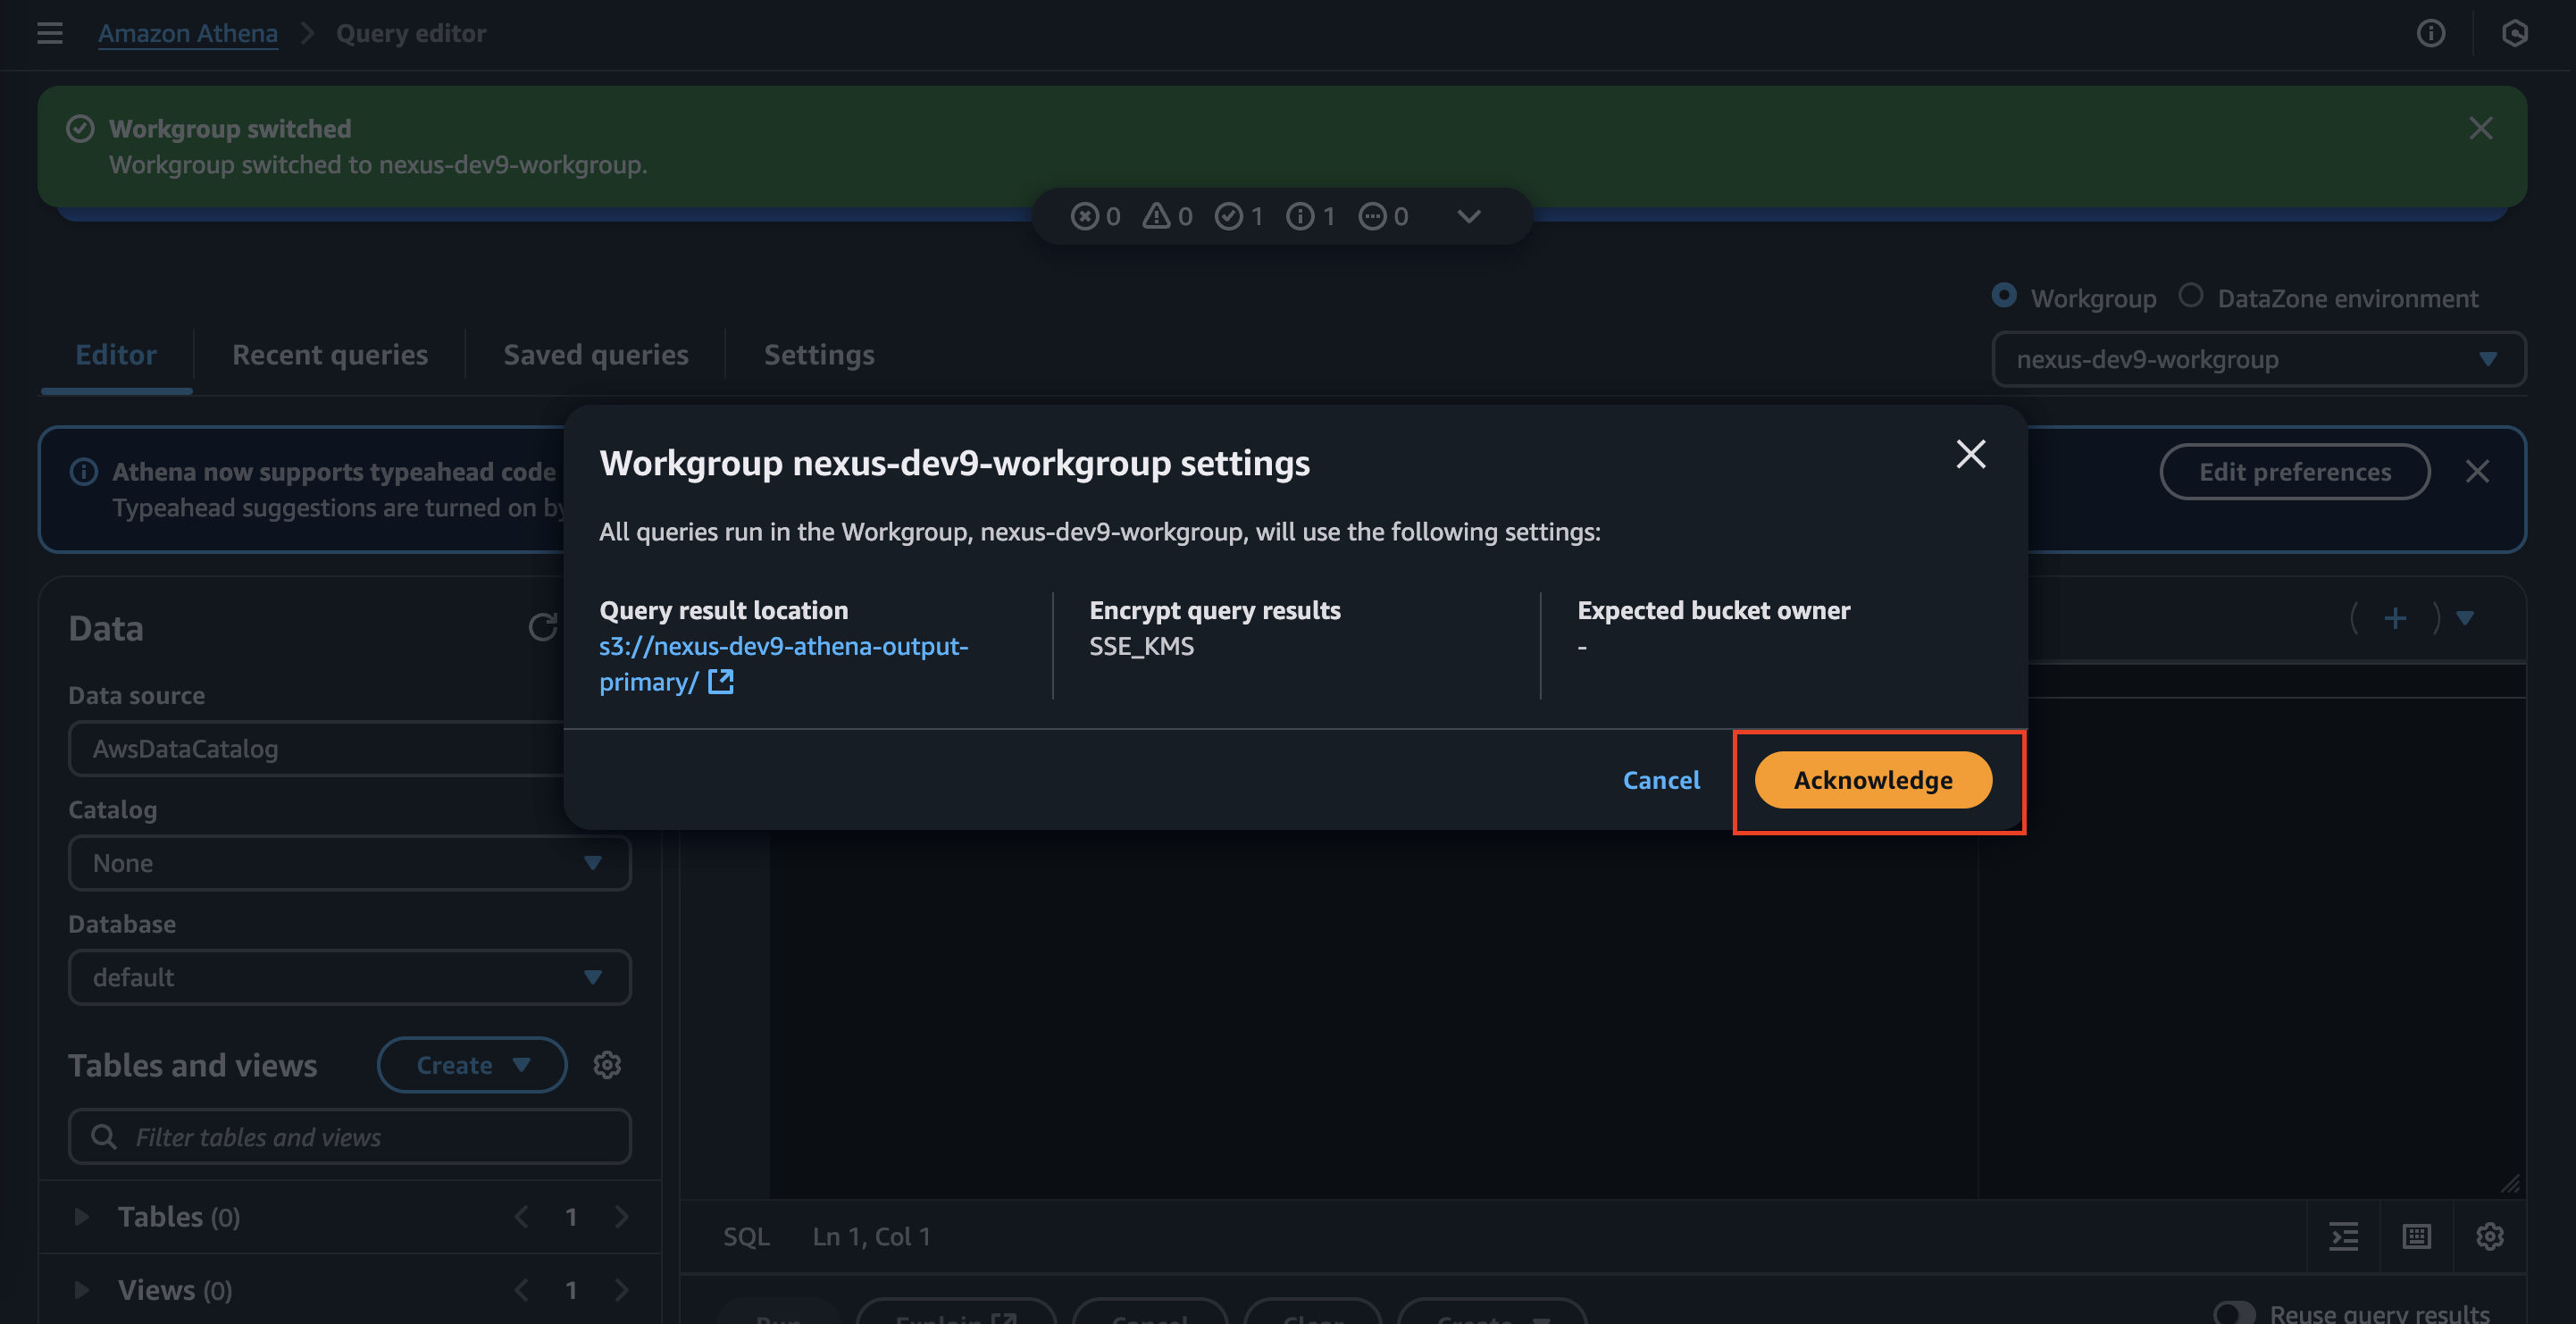 Amazon Athena > Query editor
Workgroup switched
Workgroup switched to nexus-dev9-workgroup.
0 0 1 1 0
Workgroup DataZone environment
Editor Recent queries Saved queries Settings
nexus-dev9-workgroup
Athena now supports typeahead code
Typeahead suggestions are turned on by
Edit preferences
Workgroup nexus-dev9-workgroup settings
All queries run in the Workgroup, nexus-dev9-workgroup, will use the following settings:
Query result location
s3://nexus-dev9-athena-output-
primary/
Encrypt query results
SSE_KMS
Expected bucket owner
-
Cancel Acknowledge
Data
Data source
AwsDataCatalog
Catalog
None
Database
default
Tables and views Create
Filter tables and views
Tables (0) < 1 >
Views (0) < 1 >
SQL Ln 1, Col 1
Run Explain Cancel Clear Create
Reuse query results